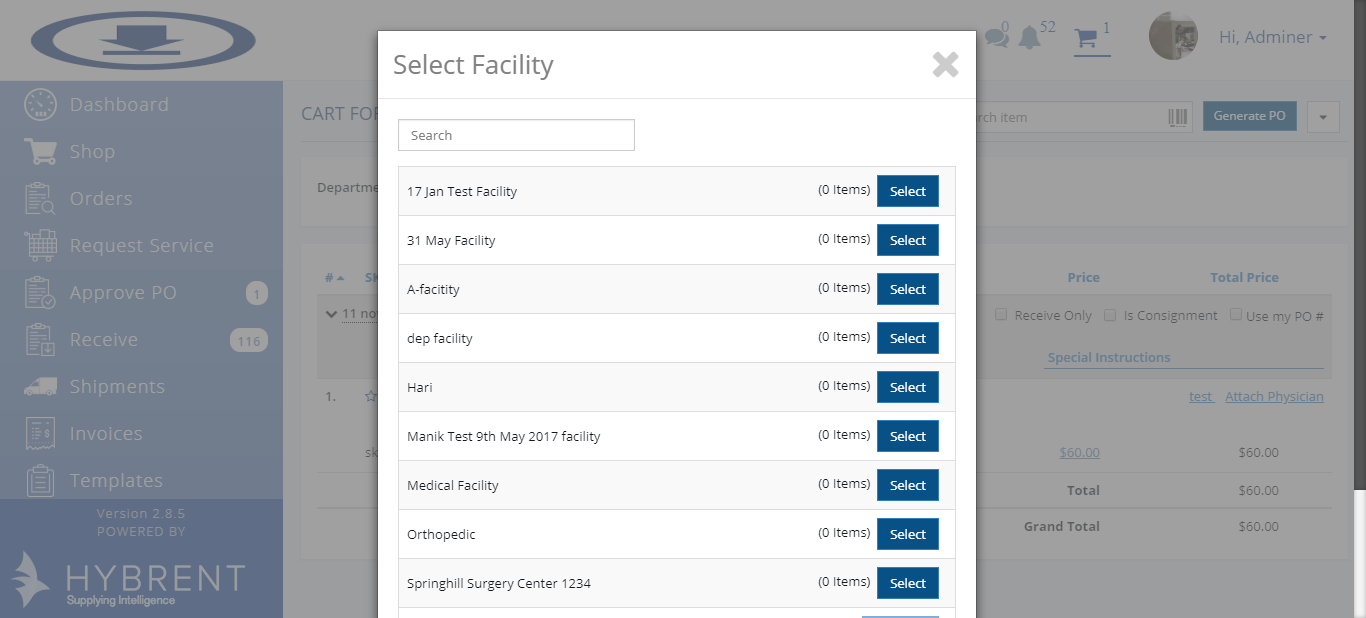 0
52
1
Hi, Adminer
Select Facility
Dashboard
Shop
Orders
Request Service
Approve PO 1
Receive 116
Shipments
Invoices
Templates
Version 2.8.5
POWERED BY
HYBRENT
Supplying Intelligence
CART FOR
item
Generate PO
Search
17 Jan Test Facility (0 Items) Select
31 May Facility (0 Items) Select
A-facitity (0 Items) Select
dep facility (0 Items) Select
Hari (0 Items) Select
Manik Test 9th May 2017 facility (0 Items) Select
Medical Facility (0 Items) Select
Orthopedic (0 Items) Select
Springhill Surgery Center 1234 (0 Items) Select
#
Price Total Price
11
Receive Only Is Consignment Use my PO #
Special Instructions
1.
test Attach Physician
$60.00 $60.00
Total $60.00
Grand Total $60.00